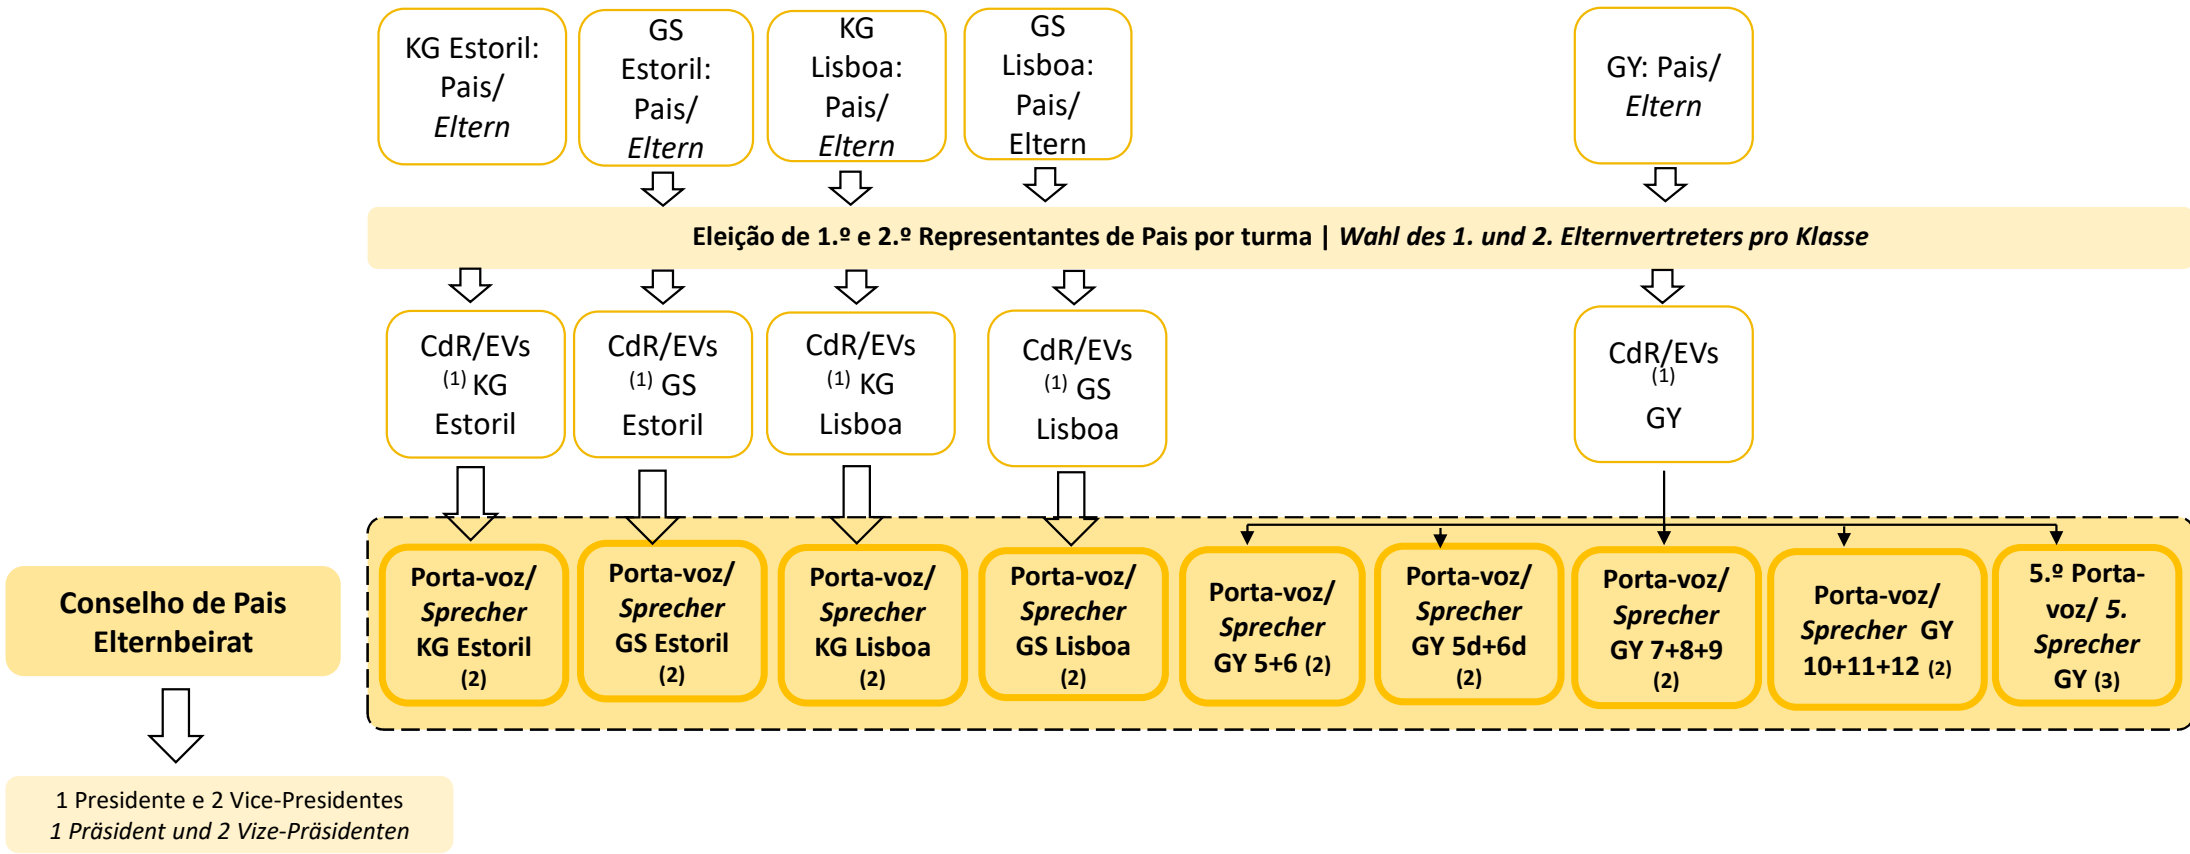 KG Estoril:
Pais/
Eltern
GS
Estoril:
Pais/
Eltern
KG
Lisboa:
Pais/
Eltern
GS
Lisboa:
Pais/
Eltern
GY: Pais/
Eltern
Eleição de 1.º e 2.º Representantes de Pais por turma | Wahl des 1. und 2. Elternvertreters pro Klasse
CdR/EVs
(1) KG
Estoril
CdR/EVs
(1) GS
Estoril
CdR/EVs
(1) KG
Lisboa
CdR/EVs
(1) GS
Lisboa
CdR/EVs
(1)
GY
Conselho de Pais
Elternbeirat
Porta-voz/
Sprecher
KG Estoril
(2)
Porta-voz/
Sprecher
GS Estoril
(2)
Porta-voz/
Sprecher
KG Lisboa
(2)
Porta-voz/
Sprecher
GS Lisboa
(2)
Porta-voz/
Sprecher
GY 5+6 (2)
Porta-voz/
Sprecher
GY 5d+6d
(2)
Porta-voz/
Sprecher
GY 7+8+9
(2)
Porta-voz/
Sprecher GY
10+11+12 (2)
5.º Porta-
voz/ 5.
Sprecher
GY (3)
1 Presidente e 2 Vice-Presidentes
1 Präsident und 2 Vize-Präsidenten